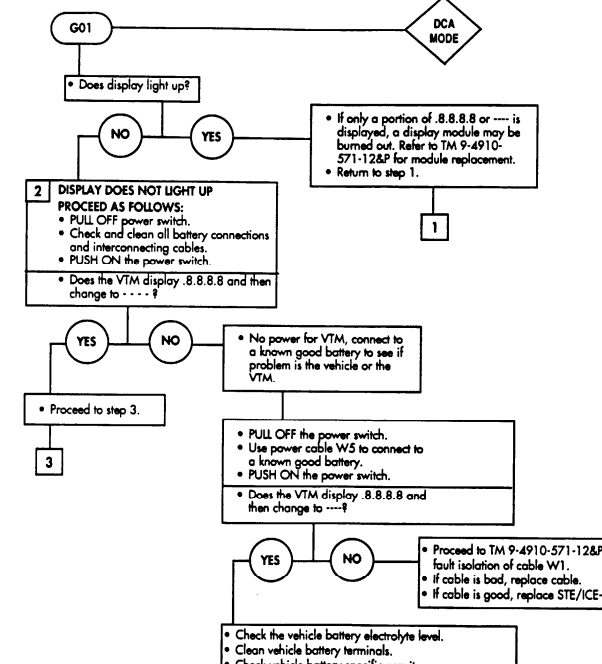 G01
DCA
MODE
• Does display light up?
NO
YES
• If only a portion of .8.8.8.8 or ---- is
displayed, a display module may be
burned out. Refer to TM 9-4910-
571-12&P for module replacement.
• Return to step 1.
1
2 DISPLAY DOES NOT LIGHT UP
PROCEED AS FOLLOWS:
• PULL OFF power switch.
• Check and clean all battery connections
and interconnecting cables.
• PUSH ON the power switch.
• Does the VTM display .8.8.8.8 and then
change to - - - - ?
YES
NO
• No power for VTM, connect to
a known good battery to see if
problem is the vehicle or the
VTM.
• Proceed to step 3.
3
• PULL OFF the power switch.
• Use power cable W5 to connect to
a known good battery.
• PUSH ON the power switch.
• Does the VTM display .8.8.8.8 and
then change to ----?
YES
NO
• Proceed to TM 9-4910-571-12&P
fault isolation of cable W1.
• If cable is bad, replace cable.
• If cable is good, replace STE/ICE-
• Check the vehicle battery electrolyte level.
• Clean vehicle battery terminals.
• Check vehicle battery specific